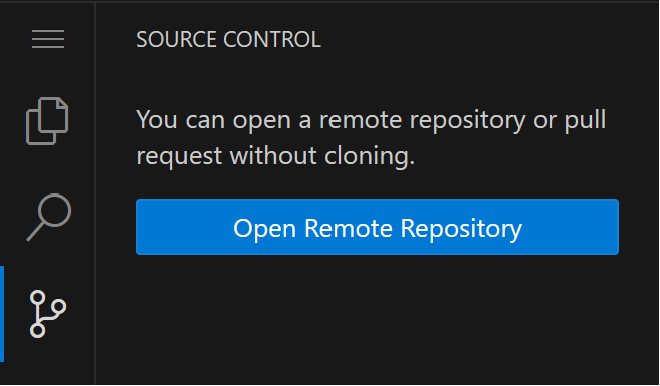 SOURCE CONTROL
You can open a remote repository or pull
request without cloning.
Open Remote Repository